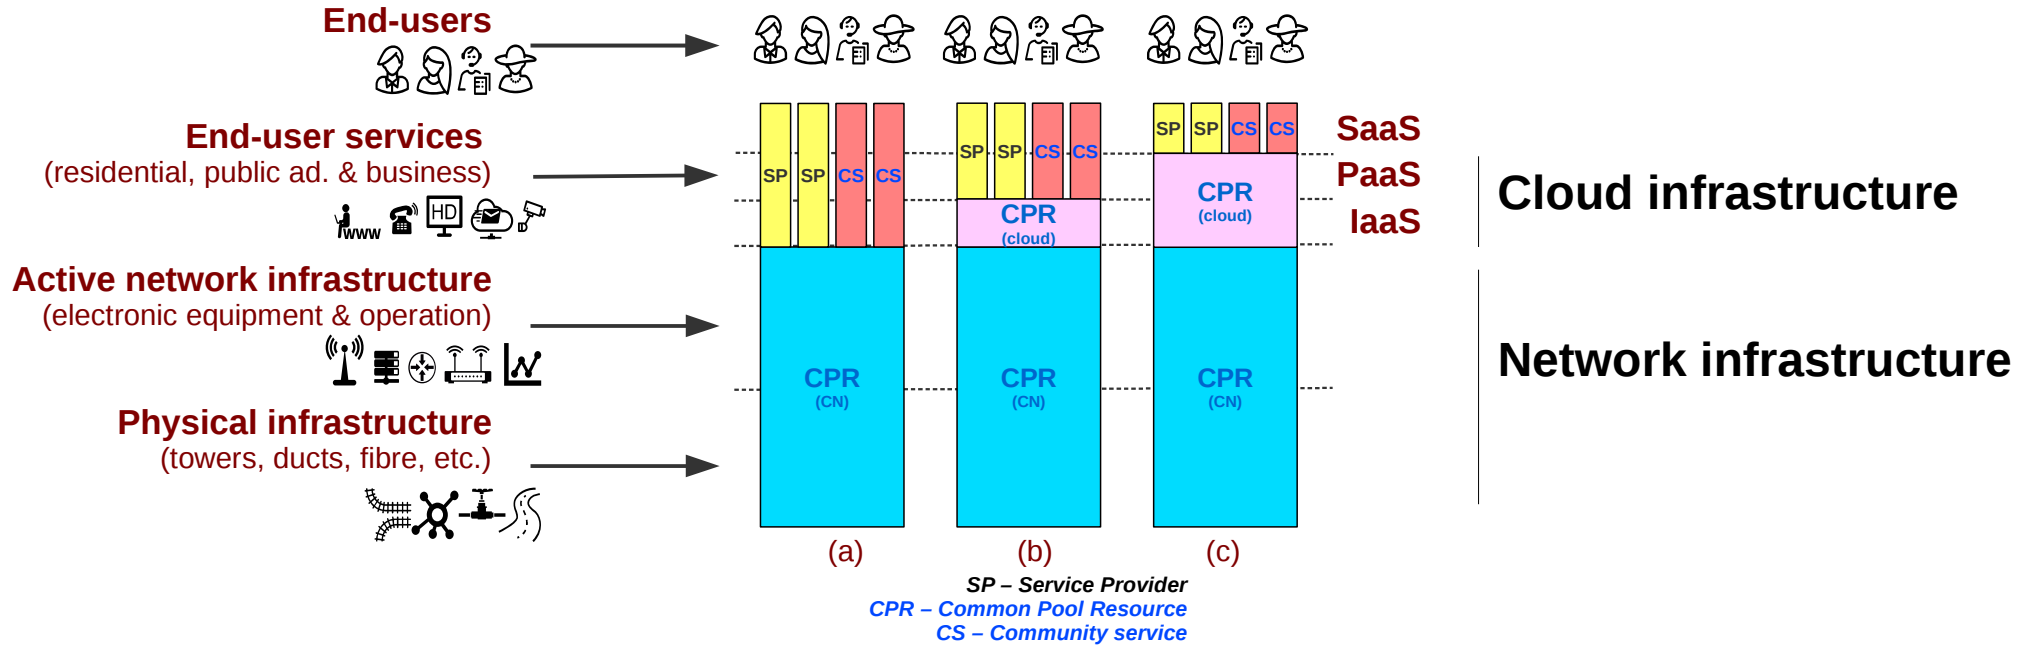 End-users
End-user services
(residential, public ad. & business)
www
HD
Active network infrastructure
(electronic equipment & operation)
Physical infrastructure
(towers, ducts, fibre, etc.)
SP SP CS CS
CPR
(CN)
(a)
SP SP CS CS
CPR
(cloud)
CPR
(CN)
(b)
SP SP CS CS
CPR
(cloud)
CPR
(CN)
(c)
SaaS
PaaS
IaaS
Cloud infrastructure
Network infrastructure
SP – Service Provider
CPR – Common Pool Resource
CS – Community service